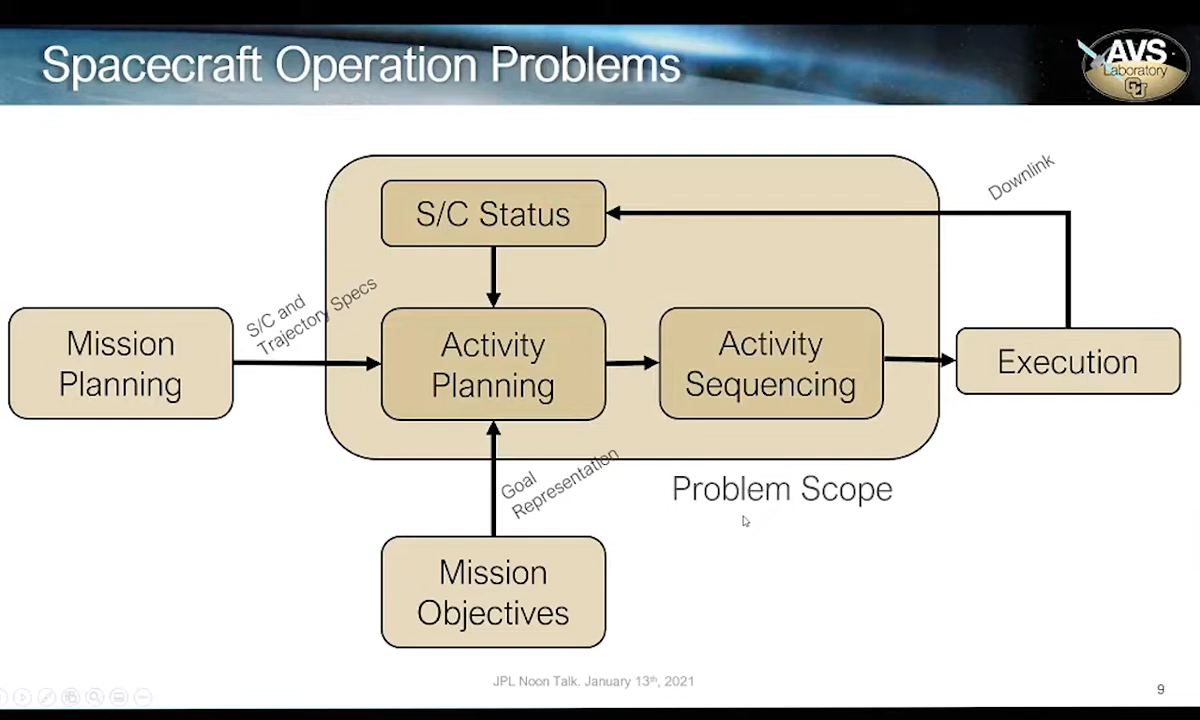 Spacecraft Operation Problems
AVS
Laboratory
CU
Downlink
S/C Status
S/C and
Trajectory Specs
Mission
Planning
Activity
Planning
Activity
Sequencing
Execution
Goal
Representation
Problem Scope
Mission
Objectives
JPL Noon Talk. January 13th, 2021
9